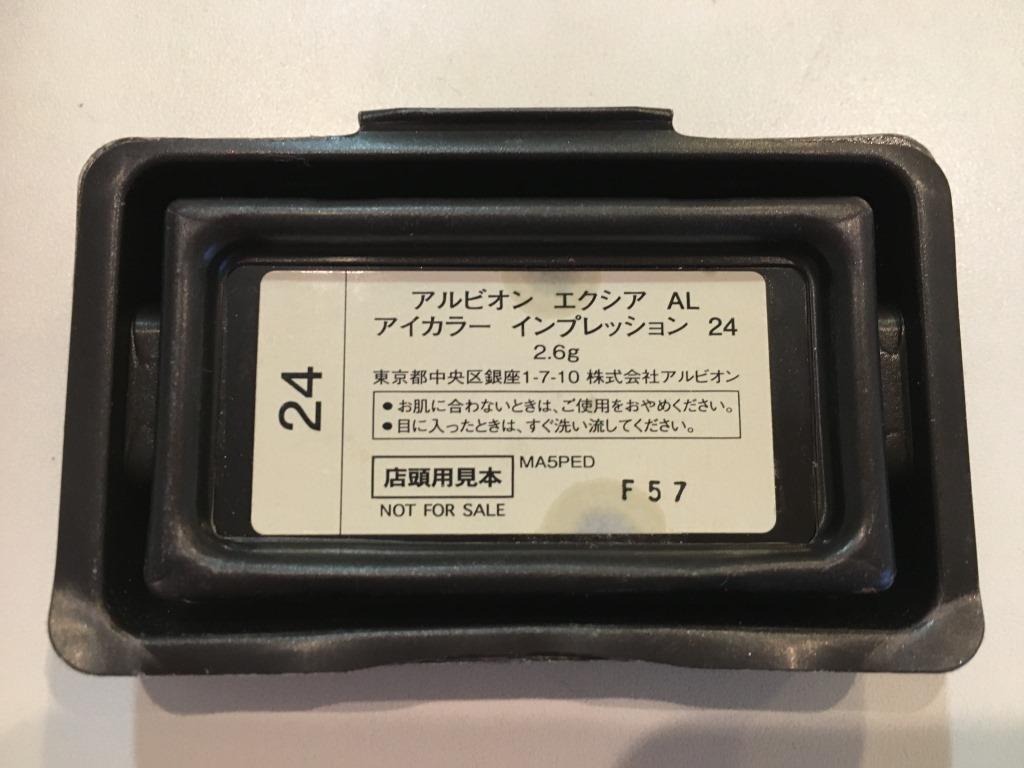 24
アルビオン エクシア AL
アイカラー インプレッション 24
2.6g
東京都中央区銀座1-7-10 株式会社アルビオン
●お肌に合わないときは、ご使用をおやめください。
●目に入ったときは、すぐ洗い流してください。
店頭用見本 MA5PED
F57
NOT FOR SALE